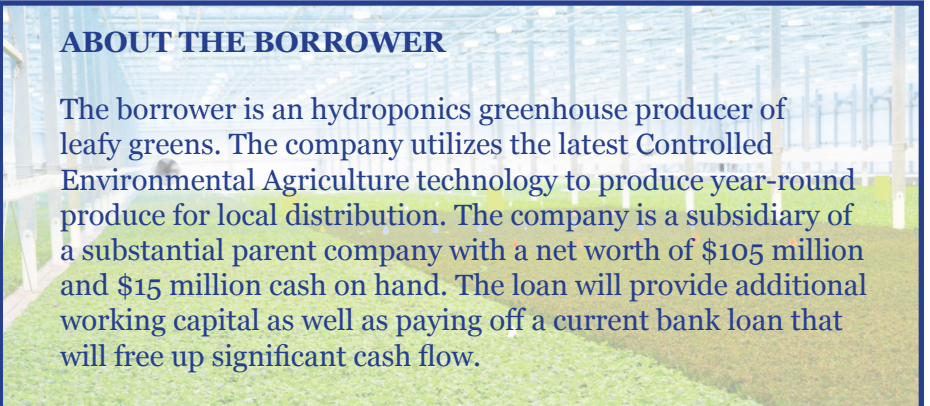 ABOUT THE BORROWER
The borrower is an hydroponics greenhouse producer of
leafy greens. The company utilizes the latest Controlled
Environmental Agriculture technology to produce year-round
produce for local distribution. The company is a subsidiary of
a substantial parent company with a net worth of $105 million
and $15 million cash on hand. The loan will provide additional
working capital as well as paying off a current bank loan that
will free up significant cash flow.